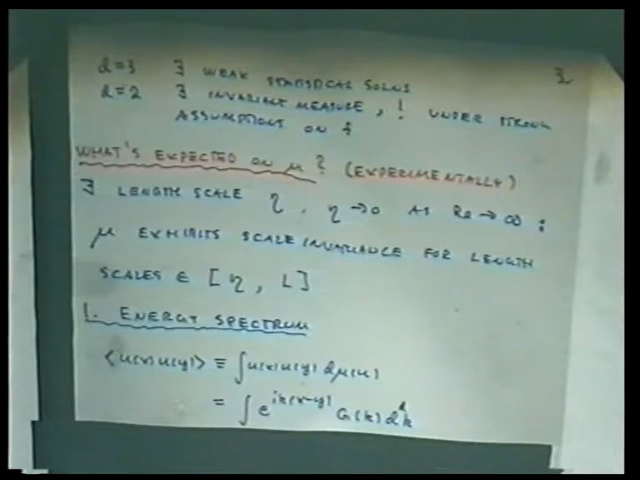 d=3 ∃ WEAK STATISTICAL SOLNS
d=2 ∃ INVARIANT MEASURE, ! UNDER STRONG
ASSUMPTIONS ON f
WHAT'S EXPECTED ON μ? (EXPERIMENTALLY)
∃ LENGTH SCALE η, η→0 AS Re→∞:
μ EXHIBITS SCALE INVARIANCE FOR LENGTH
SCALES ∈ [η, L]
1. ENERGY SPECTRUM
⟨u(x)u(y)⟩ ≡ ∫u(x)u(y) dμ(u)
= ∫ e^{ik(x-y)} G(k) d^d k